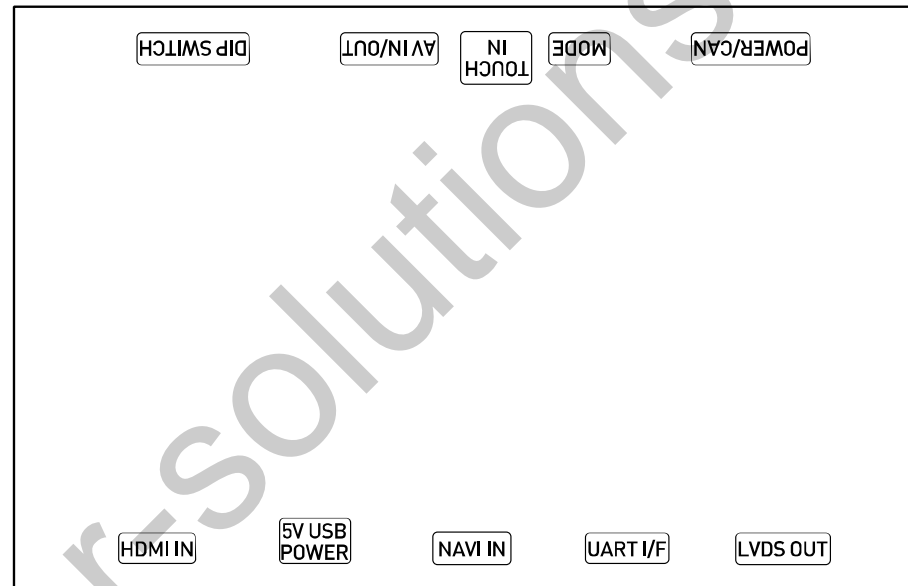 DIP SWITCH
AV IN/OUT
TOUCH
IN
MODE
POWER/CAN
r-solutions
HDMI IN
5V USB
POWER
NAVI IN
UART I/F
LVDS OUT